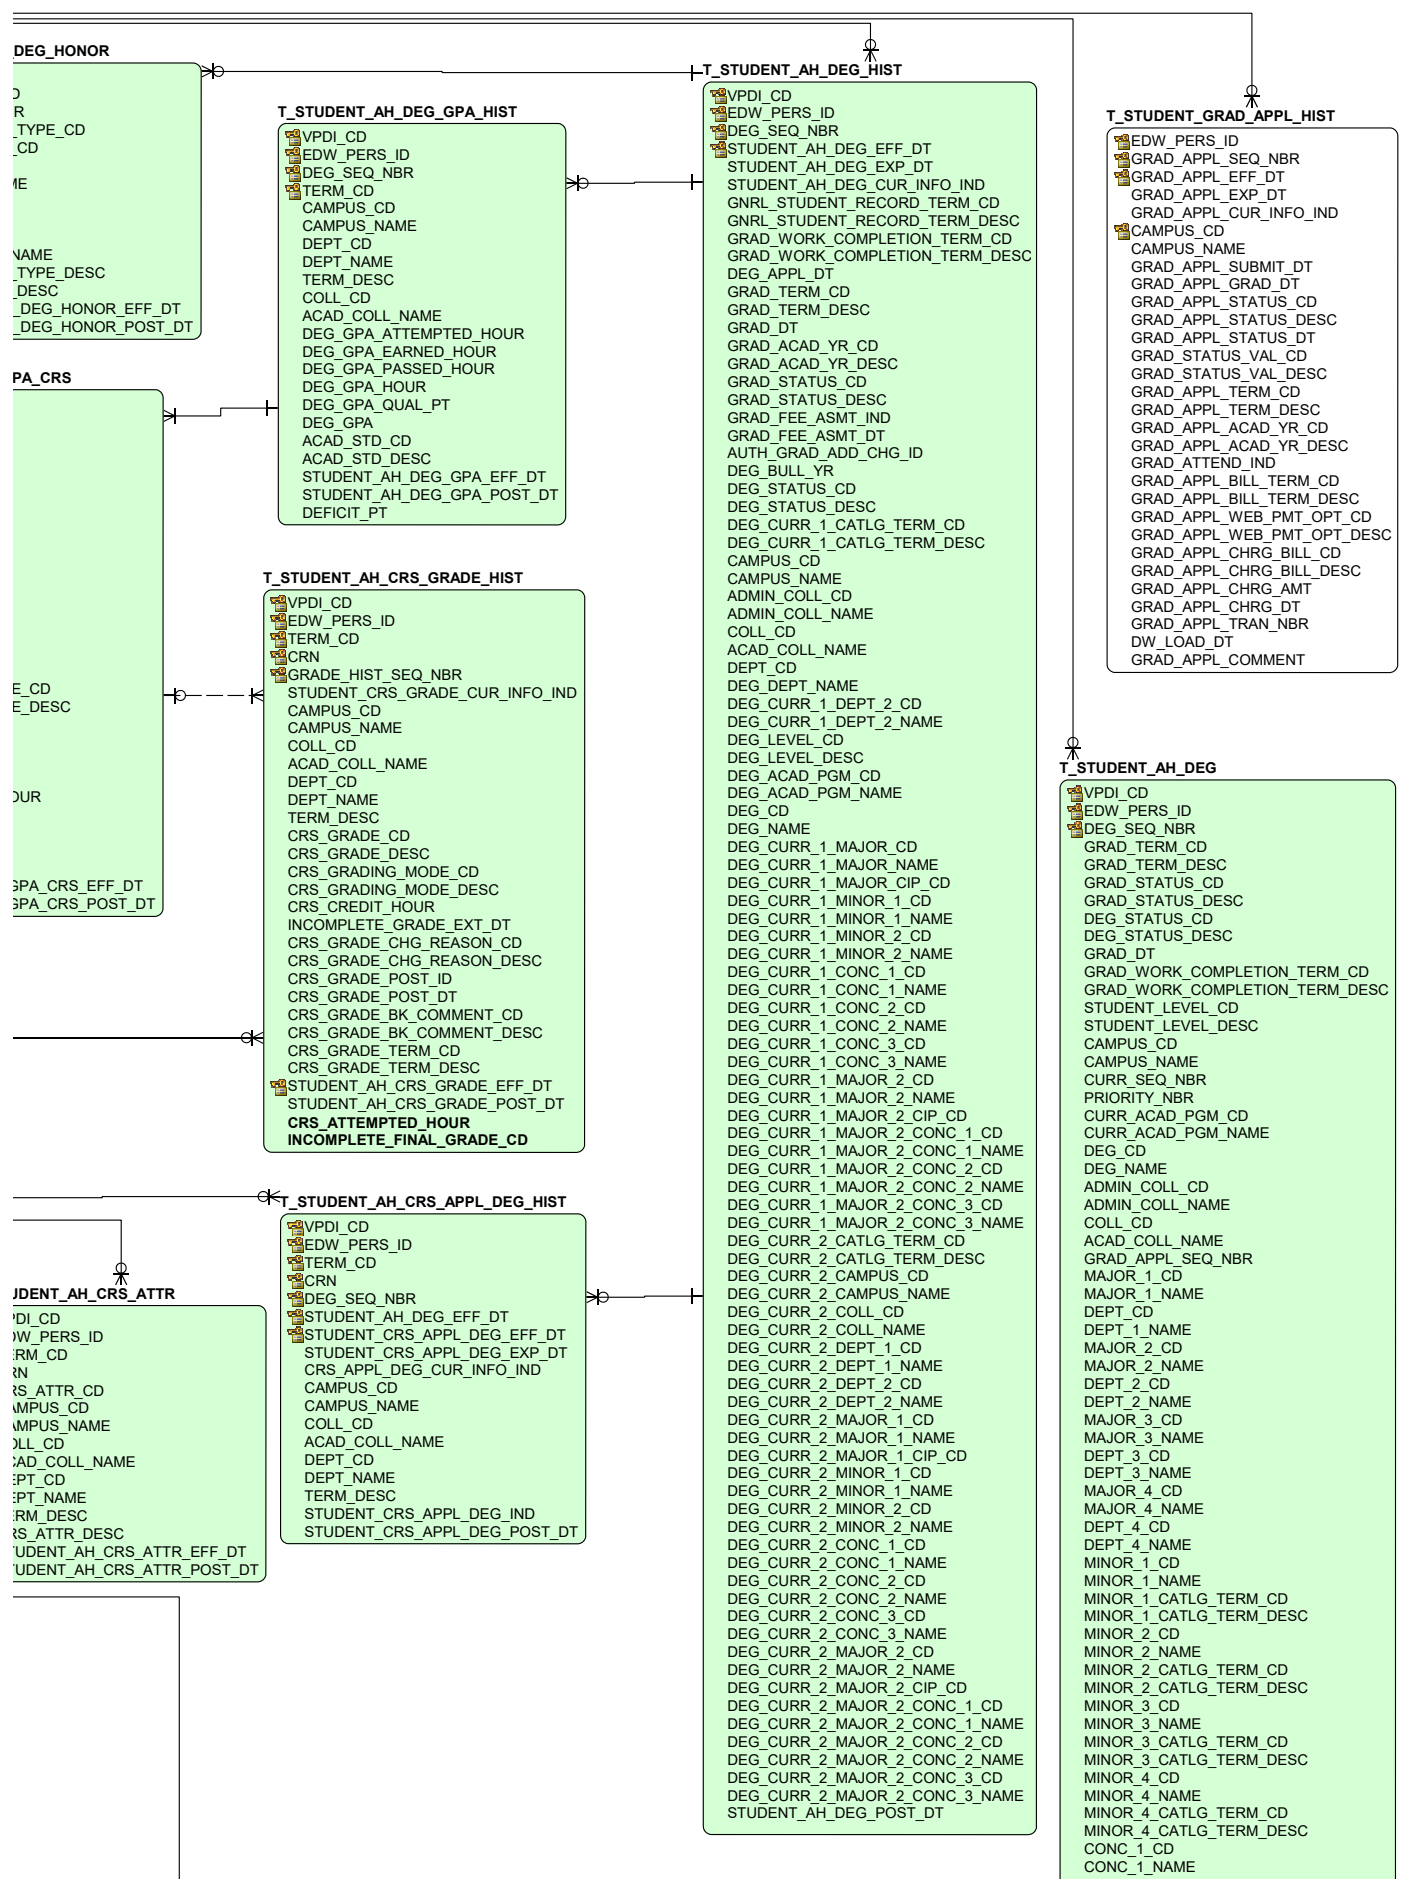 DEG_HONOR
D
R
_TYPE_CD
_CD
ME
NAME
_TYPE_DESC
_DESC
_DEG_HONOR_EFF_DT
_DEG_HONOR_POST_DT
PA_CRS
E_CD
E_DESC
OUR
GPA_CRS_EFF_DT
GPA_CRS_POST_DT
T_STUDENT_AH_DEG_GPA_HIST
VPDI_CD
EDW_PERS_ID
DEG_SEQ_NBR
TERM_CD
CAMPUS_CD
CAMPUS_NAME
DEPT_CD
DEPT_NAME
TERM_DESC
COLL_CD
ACAD_COLL_NAME
DEG_GPA_ATTEMPTED_HOUR
DEG_GPA_EARNED_HOUR
DEG_GPA_PASSED_HOUR
DEG_GPA_HOUR
DEG_GPA_QUAL_PT
DEG_GPA
ACAD_STD_CD
ACAD_STD_DESC
STUDENT_AH_DEG_GPA_EFF_DT
STUDENT_AH_DEG_GPA_POST_DT
DEFICIT_PT
T_STUDENT_AH_CRS_GRADE_HIST
VPDI_CD
EDW_PERS_ID
TERM_CD
CRN
GRADE_HIST_SEQ_NBR
STUDENT_CRS_GRADE_CUR_INFO_IND
CAMPUS_CD
CAMPUS_NAME
COLL_CD
ACAD_COLL_NAME
DEPT_CD
DEPT_NAME
TERM_DESC
CRS_GRADE_CD
CRS_GRADE_DESC
CRS_GRADING_MODE_CD
CRS_GRADING_MODE_DESC
CRS_CREDIT_HOUR
INCOMPLETE_GRADE_EXT_DT
CRS_GRADE_CHG_REASON_CD
CRS_GRADE_CHG_REASON_DESC
CRS_GRADE_POST_ID
CRS_GRADE_POST_DT
CRS_GRADE_BK_COMMENT_CD
CRS_GRADE_BK_COMMENT_DESC
CRS_GRADE_TERM_CD
CRS_GRADE_TERM_DESC
STUDENT_AH_CRS_GRADE_EFF_DT
STUDENT_AH_CRS_GRADE_POST_DT
CRS_ATTEMPTED_HOUR
INCOMPLETE_FINAL_GRADE_CD
UDENT_AH_CRS_ATTR
PDI_CD
DW_PERS_ID
ERM_CD
RN
RS_ATTR_CD
AMPUS_CD
AMPUS_NAME
OLL_CD
CAD_COLL_NAME
EPT_CD
EPT_NAME
ERM_DESC
RS_ATTR_DESC
TUDENT_AH_CRS_ATTR_EFF_DT
TUDENT_AH_CRS_ATTR_POST_DT
T_STUDENT_AH_CRS_APPL_DEG_HIST
VPDI_CD
EDW_PERS_ID
TERM_CD
CRN
DEG_SEQ_NBR
STUDENT_AH_DEG_EFF_DT
STUDENT_CRS_APPL_DEG_EFF_DT
STUDENT_CRS_APPL_DEG_EXP_DT
CRS_APPL_DEG_CUR_INFO_IND
CAMPUS_CD
CAMPUS_NAME
COLL_CD
ACAD_COLL_NAME
DEPT_CD
DEPT_NAME
TERM_DESC
STUDENT_CRS_APPL_DEG_IND
STUDENT_CRS_APPL_DEG_POST_DT
T_STUDENT_AH_DEG_HIST
VPDI_CD
EDW_PERS_ID
DEG_SEQ_NBR
STUDENT_AH_DEG_EFF_DT
STUDENT_AH_DEG_EXP_DT
STUDENT_AH_DEG_CUR_INFO_IND
GNRL_STUDENT_RECORD_TERM_CD
GNRL_STUDENT_RECORD_TERM_DESC
GRAD_WORK_COMPLETION_TERM_CD
GRAD_WORK_COMPLETION_TERM_DESC
DEG_APPL_DT
GRAD_TERM_CD
GRAD_TERM_DESC
GRAD_DT
GRAD_ACAD_YR_CD
GRAD_ACAD_YR_DESC
GRAD_STATUS_CD
GRAD_STATUS_DESC
GRAD_FEE_ASMT_IND
GRAD_FEE_ASMT_DT
AUTH_GRAD_ADD_CHG_ID
DEG_BULL_YR
DEG_STATUS_CD
DEG_STATUS_DESC
DEG_CURR_1_CATLG_TERM_CD
DEG_CURR_1_CATLG_TERM_DESC
CAMPUS_CD
CAMPUS_NAME
ADMIN_COLL_CD
ADMIN_COLL_NAME
COLL_CD
ACAD_COLL_NAME
DEPT_CD
DEG_DEPT_NAME
DEG_CURR_1_DEPT_2_CD
DEG_CURR_1_DEPT_2_NAME
DEG_LEVEL_CD
DEG_LEVEL_DESC
DEG_ACAD_PGM_CD
DEG_ACAD_PGM_NAME
DEG_CD
DEG_NAME
DEG_CURR_1_MAJOR_CD
DEG_CURR_1_MAJOR_NAME
DEG_CURR_1_MAJOR_CIP_CD
DEG_CURR_1_MINOR_1_CD
DEG_CURR_1_MINOR_1_NAME
DEG_CURR_1_MINOR_2_CD
DEG_CURR_1_MINOR_2_NAME
DEG_CURR_1_CONC_1_CD
DEG_CURR_1_CONC_1_NAME
DEG_CURR_1_CONC_2_CD
DEG_CURR_1_CONC_2_NAME
DEG_CURR_1_CONC_3_CD
DEG_CURR_1_CONC_3_NAME
DEG_CURR_1_MAJOR_2_CD
DEG_CURR_1_MAJOR_2_NAME
DEG_CURR_1_MAJOR_2_CIP_CD
DEG_CURR_1_MAJOR_2_CONC_1_CD
DEG_CURR_1_MAJOR_2_CONC_1_NAME
DEG_CURR_1_MAJOR_2_CONC_2_CD
DEG_CURR_1_MAJOR_2_CONC_2_NAME
DEG_CURR_1_MAJOR_2_CONC_3_CD
DEG_CURR_1_MAJOR_2_CONC_3_NAME
DEG_CURR_2_CATLG_TERM_CD
DEG_CURR_2_CATLG_TERM_DESC
DEG_CURR_2_CAMPUS_CD
DEG_CURR_2_CAMPUS_NAME
DEG_CURR_2_COLL_CD
DEG_CURR_2_COLL_NAME
DEG_CURR_2_DEPT_1_CD
DEG_CURR_2_DEPT_1_NAME
DEG_CURR_2_DEPT_2_CD
DEG_CURR_2_DEPT_2_NAME
DEG_CURR_2_MAJOR_1_CD
DEG_CURR_2_MAJOR_1_NAME
DEG_CURR_2_MAJOR_1_CIP_CD
DEG_CURR_2_MINOR_1_CD
DEG_CURR_2_MINOR_1_NAME
DEG_CURR_2_MINOR_2_CD
DEG_CURR_2_MINOR_2_NAME
DEG_CURR_2_CONC_1_CD
DEG_CURR_2_CONC_1_NAME
DEG_CURR_2_CONC_2_CD
DEG_CURR_2_CONC_2_NAME
DEG_CURR_2_CONC_3_CD
DEG_CURR_2_CONC_3_NAME
DEG_CURR_2_MAJOR_2_CD
DEG_CURR_2_MAJOR_2_NAME
DEG_CURR_2_MAJOR_2_CIP_CD
DEG_CURR_2_MAJOR_2_CONC_1_CD
DEG_CURR_2_MAJOR_2_CONC_1_NAME
DEG_CURR_2_MAJOR_2_CONC_2_CD
DEG_CURR_2_MAJOR_2_CONC_2_NAME
DEG_CURR_2_MAJOR_2_CONC_3_CD
DEG_CURR_2_MAJOR_2_CONC_3_NAME
STUDENT_AH_DEG_POST_DT
T_STUDENT_GRAD_APPL_HIST
EDW_PERS_ID
GRAD_APPL_SEQ_NBR
GRAD_APPL_EFF_DT
GRAD_APPL_EXP_DT
GRAD_APPL_CUR_INFO_IND
CAMPUS_CD
CAMPUS_NAME
GRAD_APPL_SUBMIT_DT
GRAD_APPL_GRAD_DT
GRAD_APPL_STATUS_CD
GRAD_APPL_STATUS_DESC
GRAD_APPL_STATUS_DT
GRAD_STATUS_VAL_CD
GRAD_STATUS_VAL_DESC
GRAD_APPL_TERM_CD
GRAD_APPL_TERM_DESC
GRAD_APPL_ACAD_YR_CD
GRAD_APPL_ACAD_YR_DESC
GRAD_ATTEND_IND
GRAD_APPL_BILL_TERM_CD
GRAD_APPL_BILL_TERM_DESC
GRAD_APPL_WEB_PMT_OPT_CD
GRAD_APPL_WEB_PMT_OPT_DESC
GRAD_APPL_CHRG_BILL_CD
GRAD_APPL_CHRG_BILL_DESC
GRAD_APPL_CHRG_AMT
GRAD_APPL_CHRG_DT
GRAD_APPL_TRAN_NBR
DW_LOAD_DT
GRAD_APPL_COMMENT
T_STUDENT_AH_DEG
VPDI_CD
EDW_PERS_ID
DEG_SEQ_NBR
GRAD_TERM_CD
GRAD_TERM_DESC
GRAD_STATUS_CD
GRAD_STATUS_DESC
DEG_STATUS_CD
DEG_STATUS_DESC
GRAD_DT
GRAD_WORK_COMPLETION_TERM_CD
GRAD_WORK_COMPLETION_TERM_DESC
STUDENT_LEVEL_CD
STUDENT_LEVEL_DESC
CAMPUS_CD
CAMPUS_NAME
CURR_SEQ_NBR
PRIORITY_NBR
CURR_ACAD_PGM_CD
CURR_ACAD_PGM_NAME
DEG_CD
DEG_NAME
ADMIN_COLL_CD
ADMIN_COLL_NAME
COLL_CD
ACAD_COLL_NAME
GRAD_APPL_SEQ_NBR
MAJOR_1_CD
MAJOR_1_NAME
DEPT_CD
DEPT_1_NAME
MAJOR_2_CD
MAJOR_2_NAME
DEPT_2_CD
DEPT_2_NAME
MAJOR_3_CD
MAJOR_3_NAME
DEPT_3_CD
DEPT_3_NAME
MAJOR_4_CD
MAJOR_4_NAME
DEPT_4_CD
DEPT_4_NAME
MINOR_1_CD
MINOR_1_NAME
MINOR_1_CATLG_TERM_CD
MINOR_1_CATLG_TERM_DESC
MINOR_2_CD
MINOR_2_NAME
MINOR_2_CATLG_TERM_CD
MINOR_2_CATLG_TERM_DESC
MINOR_3_CD
MINOR_3_NAME
MINOR_3_CATLG_TERM_CD
MINOR_3_CATLG_TERM_DESC
MINOR_4_CD
MINOR_4_NAME
MINOR_4_CATLG_TERM_CD
MINOR_4_CATLG_TERM_DESC
CONC_1_CD
CONC_1_NAME